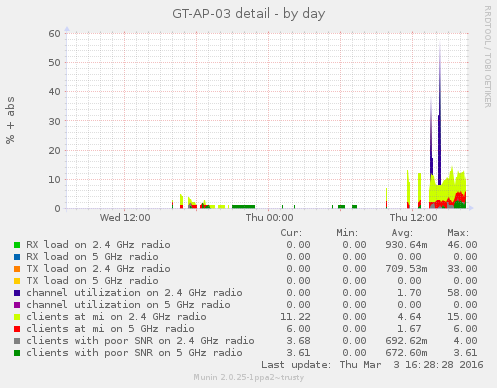 GT-AP-03 detail - by day
RRDTOOL / TOBI OETIKER
% + abs
60
50
40
30
20
10
0
Wed 12:00 Thu 00:00 Thu 12:00
Cur: Min: Avg: Max:
RX load on 2.4 GHz radio 0.00 0.00 930.64m 46.00
RX load on 5 GHz radio 0.00 0.00 0.00 0.00
TX load on 2.4 GHz radio 0.00 0.00 709.53m 33.00
TX load on 5 GHz radio 0.00 0.00 0.00 0.00
channel utilization on 2.4 GHz radio 0.00 0.00 1.70 58.00
channel utilization on 5 GHz radio 0.00 0.00 0.00 0.00
clients at mi on 2.4 GHz radio 11.22 0.00 4.64 15.00
clients at mi on 5 GHz radio 6.00 0.00 1.67 6.00
clients with poor SNR on 2.4 GHz radio 3.68 0.00 692.62m 4.00
clients with poor SNR on 5 GHz radio 3.61 0.00 672.60m 3.61
Last update: Thu Mar 3 16:28:28 2016
Munin 2.0.25-1ppa2~trusty